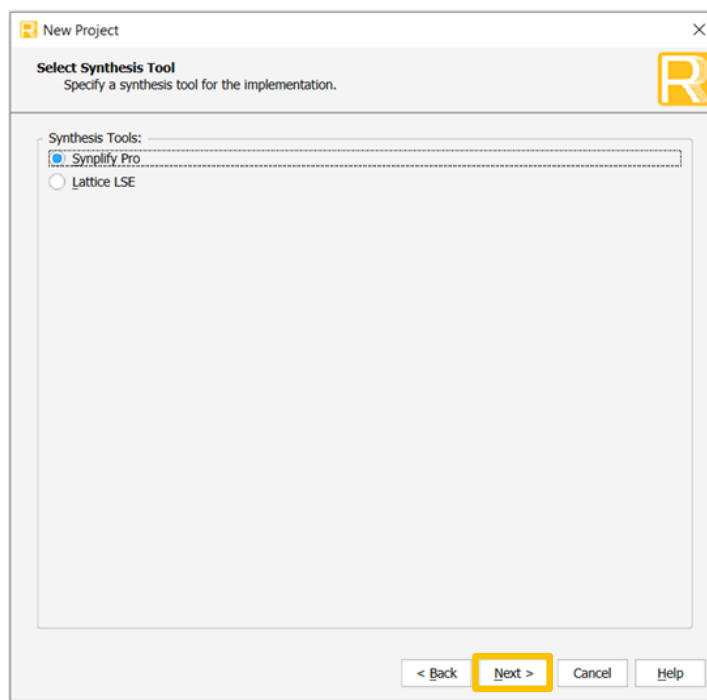 New Project
Select Synthesis Tool
Specify a synthesis tool for the implementation.
Synthesis Tools:
Synplify Pro
Lattice LSE
< Back Next > Cancel Help